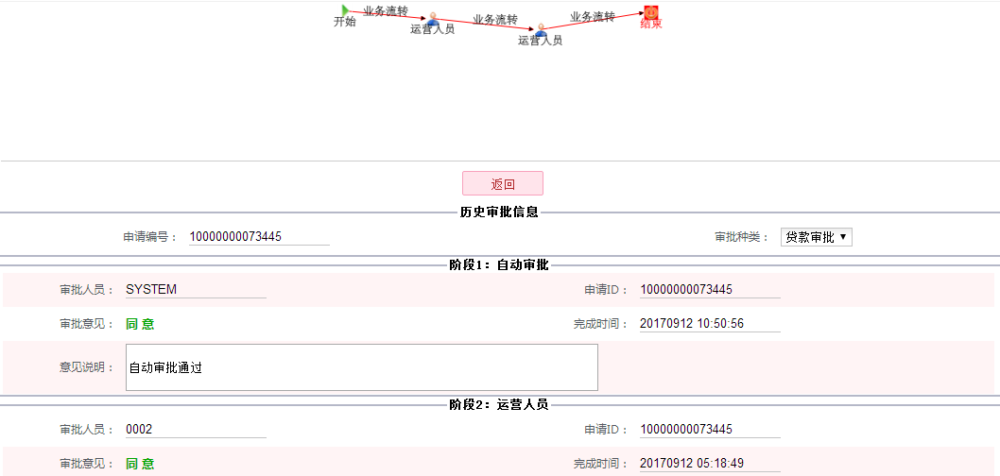 开始 业务流转 运营人员 业务流转 运营人员 业务流转 结束
返回
历史审批信息
申请编号： 10000000073445 审批种类： 贷款审批
阶段1：自动审批
审批人员： SYSTEM 申请ID： 10000000073445
审批意见： 同 意 完成时间： 20170912 10:50:56
意见说明： 自动审批通过
阶段2：运营人员
审批人员： 0002 申请ID： 10000000073445
审批意见： 同 意 完成时间： 20170912 05:18:49